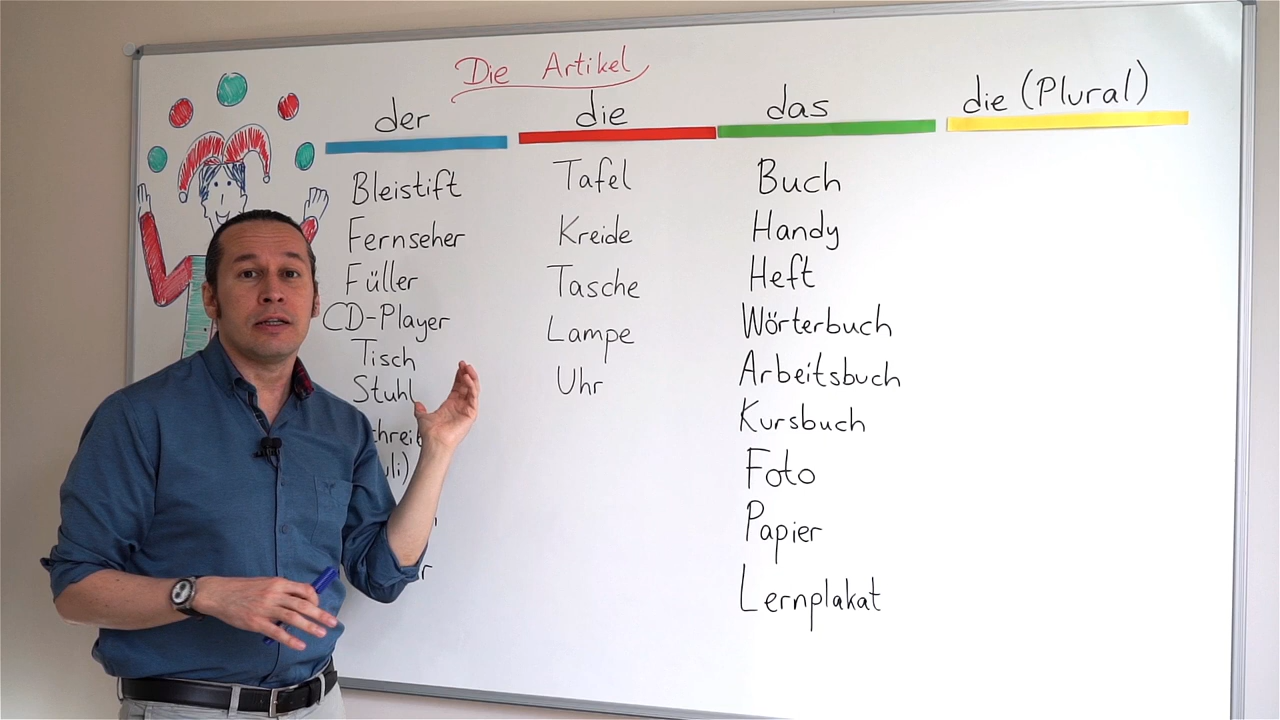 Die Artikel
der
die
das
die (Plural)
Bleistift
Fernseher
Füller
CD-Player
Tisch
Stuhl
Tafel
Kreide
Tasche
Lampe
Uhr
Buch
Handy
Heft
Wörterbuch
Arbeitsbuch
Kursbuch
Foto
Papier
Lernplakat